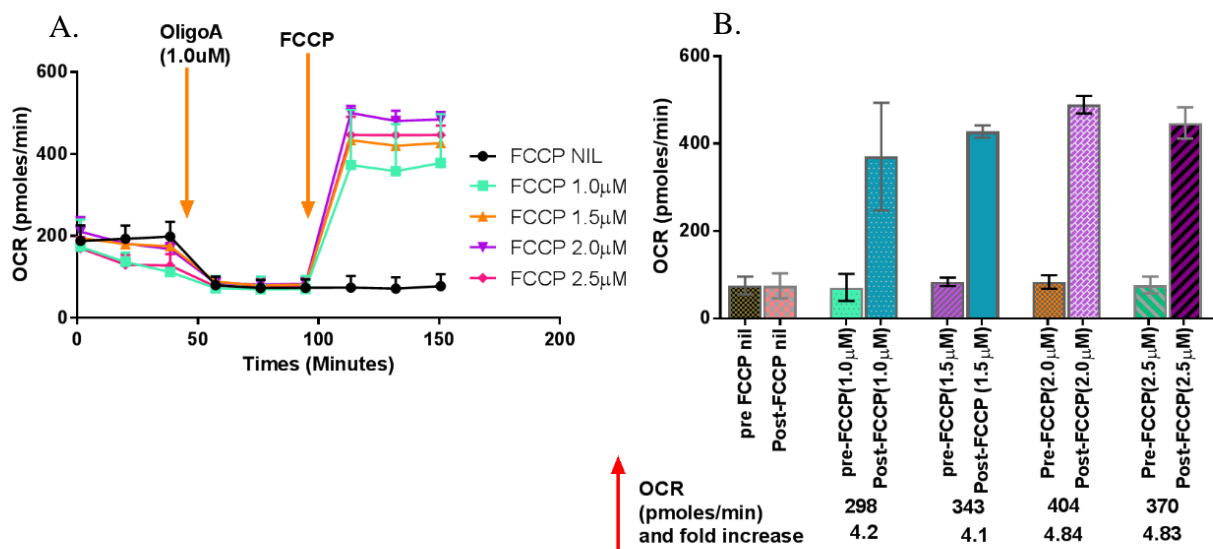 A.
OligoA
(1.0uM)
FCCP
600
400
200
0
OCR (pmoles/min)
0
50
100
150
200
Times (Minutes)
FCCP NIL
FCCP 1.0μM
FCCP 1.5μM
FCCP 2.0μM
FCCP 2.5μM
B.
600
400
200
0
OCR (pmoles/min)
pre FCCP nil
Post-FCCP nil
pre-FCCP(1.0μM)
Post-FCCP(1.0μM)
pre-FCCP(1.5μM)
Post-FCCP (1.5μM)
Pre-FCCP(2.0μM)
Post-FCCP(2.0μM)
Pre-FCCP(2.5μM)
Post-FCCP(2.5μM)
OCR
(pmoles/min) 298 343 404 370
and fold increase 4.2 4.1 4.84 4.83